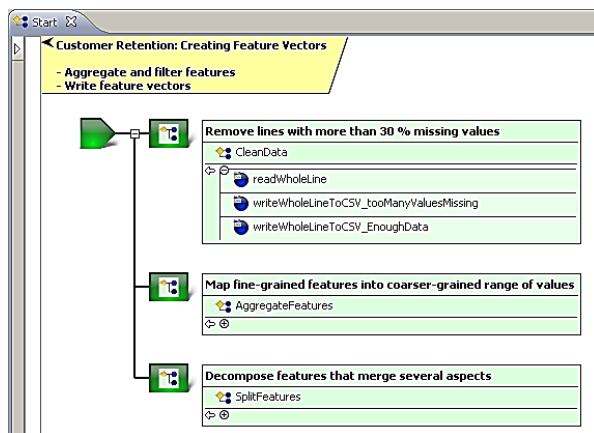 Start
Customer Retention: Creating Feature Vectors
- Aggregate and filter features
- Write feature vectors
Remove lines with more than 30 % missing values
CleanData
readWholeLine
writeWholeLineToCSV_tooManyValuesMissing
writeWholeLineToCSV_EnoughData
Map fine-grained features into coarser-grained range of values
AggregateFeatures
Decompose features that merge several aspects
SplitFeatures